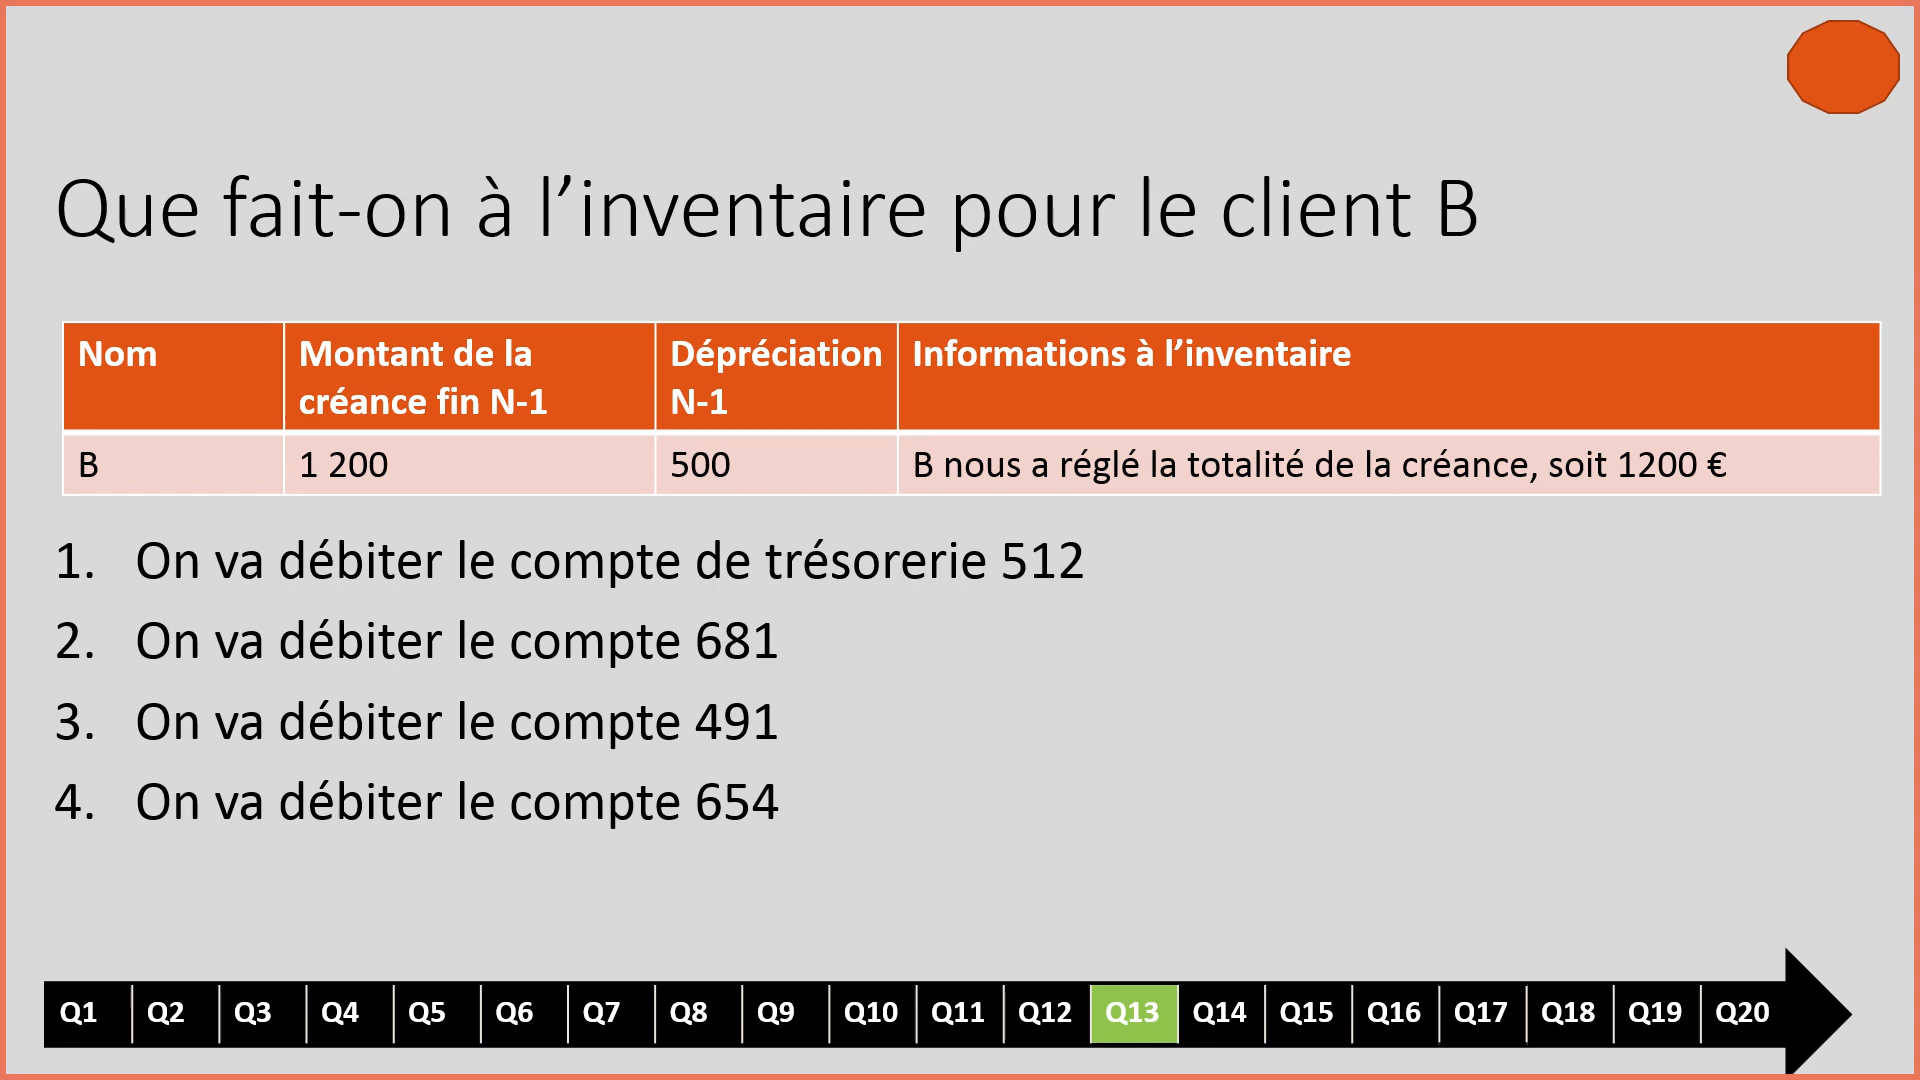 Que fait-on à l’inventaire pour le client B
Nom Montant de la créance fin N-1 Dépréciation N-1 Informations à l’inventaire
B 1 200 500 B nous a réglé la totalité de la créance, soit 1200 €
1. On va débiter le compte de trésorerie 512
2. On va débiter le compte 681
3. On va débiter le compte 491
4. On va débiter le compte 654
Q1 Q2 Q3 Q4 Q5 Q6 Q7 Q8 Q9 Q10 Q11 Q12 Q13 Q14 Q15 Q16 Q17 Q18 Q19 Q20